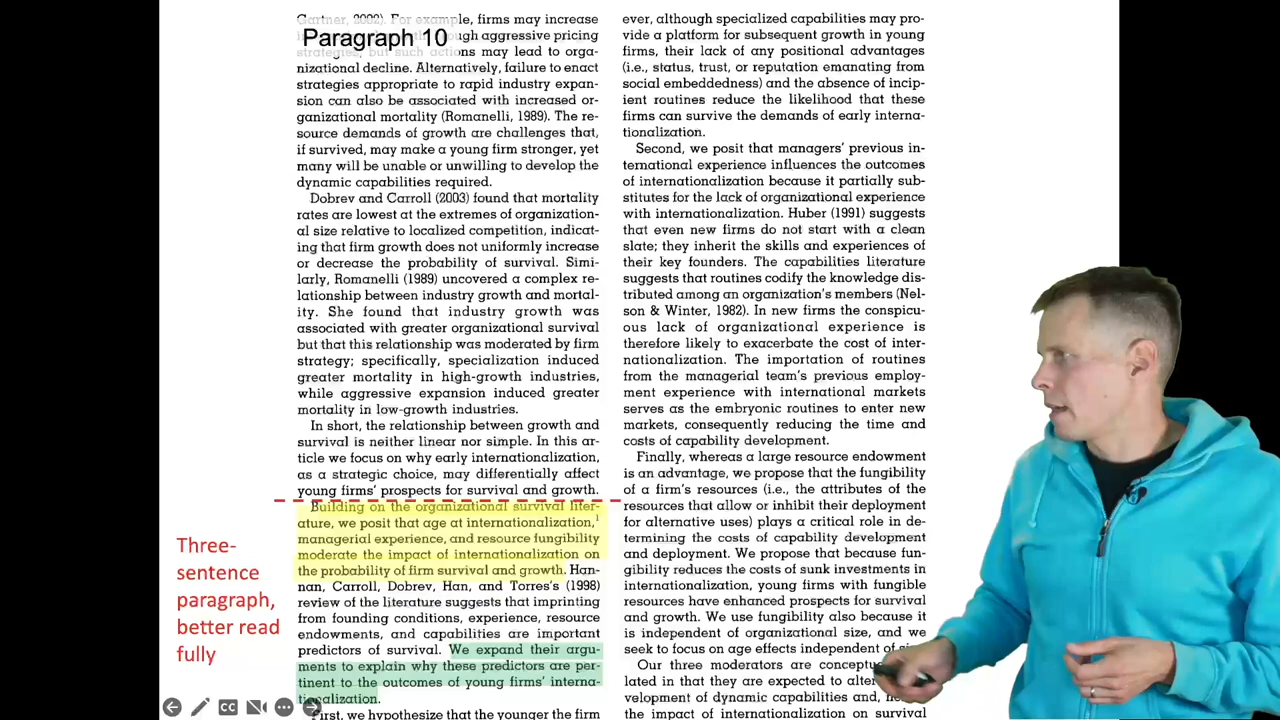 Paragraph 10
Gartner, 2002). For example, firms may increase
ough aggressive pricing
strategies, but such actions may lead to orga-
nizational decline. Alternatively, failure to enact
strategies appropriate to rapid industry expan-
sion can also be associated with increased or-
ganizational mortality (Romanelli, 1989). The re-
source demands of growth are challenges that,
if survived, may make a young firm stronger, yet
many will be unable or unwilling to develop the
dynamic capabilities required.
Dobrev and Carroll (2003) found that mortality
rates are lowest at the extremes of organization-
al size relative to localized competition, indicat-
ing that firm growth does not uniformly increase
or decrease the probability of survival. Simi-
larly, Romanelli (1989) uncovered a complex re-
lationship between industry growth and mortal-
ity. She found that industry growth was
associated with greater organizational survival
but that this relationship was moderated by firm
strategy; specifically, specialization induced
greater mortality in high-growth industries,
while aggressive expansion induced greater
mortality in low-growth industries.
In short, the relationship between growth and
survival is neither linear nor simple. In this ar-
ticle we focus on why early internationalization,
as a strategic choice, may differentially affect
young firms' prospects for survival and growth.
Building on the organizational survival liter-
ature, we posit that age at internationalization,¹
managerial experience, and resource fungibility
moderate the impact of internationalization on
the probability of firm survival and growth. Han-
nan, Carroll, Dobrev, Han, and Torres's (1998)
review of the literature suggests that imprinting
from founding conditions, experience, resource
endowments, and capabilities are important
predictors of survival. We expand their argu-
ments to explain why these predictors are per-
tinent to the outcomes of young firms' interna-
tionalization.
First, we hypothesize that the younger the firm
Three-
sentence
paragraph,
better read
fully
ever, although specialized capabilities may pro-
vide a platform for subsequent growth in young
firms, their lack of any positional advantages
(i.e., status, trust, or reputation emanating from
social embeddedness) and the absence of incip-
ient routines reduce the likelihood that these
firms can survive the demands of early interna-
tionalization.
Second, we posit that managers' previous in-
ternational experience influences the outcomes
of internationalization because it partially sub-
stitutes for the lack of organizational experience
with internationalization. Huber (1991) suggests
that even new firms do not start with a clean
slate; they inherit the skills and experiences of
their key founders. The capabilities literature
suggests that routines codify the knowledge dis-
tributed among an organization's members (Nel-
son & Winter, 1982). In new firms the conspicu-
ous lack of organizational experience is
therefore likely to exacerbate the cost of inter-
nationalization. The importation of routines
from the managerial team's previous employ-
ment experience with international markets
serves as the embryonic routines to enter new
markets, consequently reducing the time and
costs of capability development.
Finally, whereas a large resource endowment
is an advantage, we propose that the fungibility
of a firm's resources (i.e., the attributes of the
resources that allow or inhibit their deployment
for alternative uses) plays a critical role in de-
termining the costs of capability development
and deployment. We propose that because fun-
gibility reduces the costs of sunk investments in
internationalization, young firms with fungible
resources have enhanced prospects for survival
and growth. We use fungibility also because it
is independent of organizational size, and we
seek to focus on age effects independent of
Our three moderators are
lated in that they are expected to
velopment of dynamic capabilities and,
the impact of internationalization on survival
CC